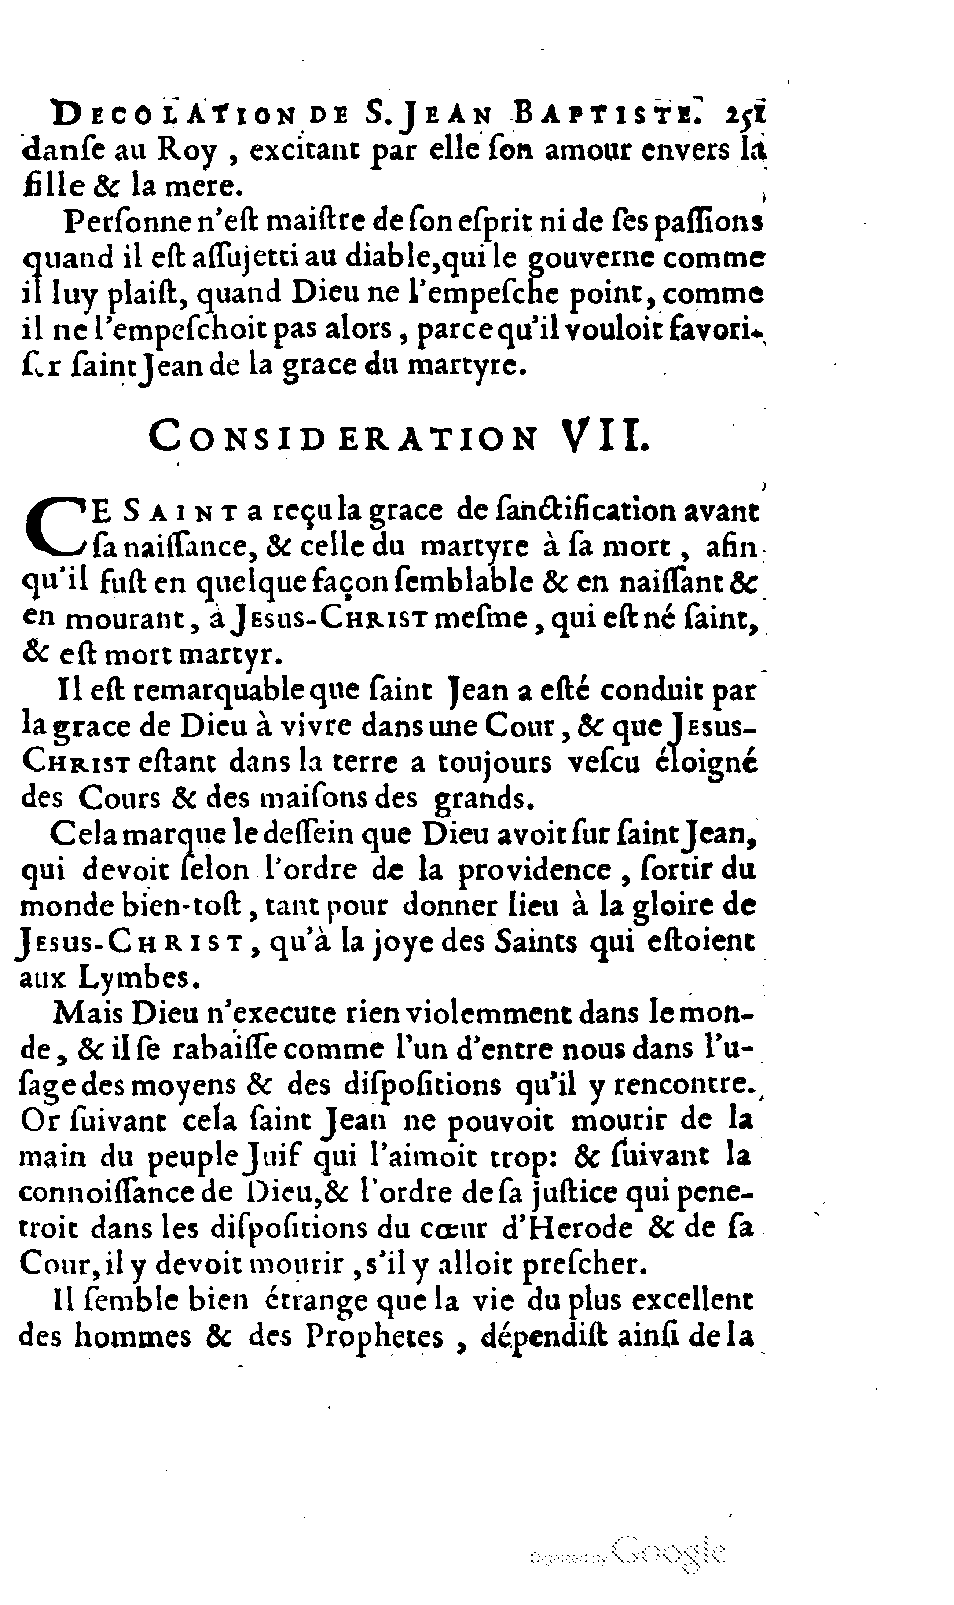 DECOLATION DE S. JEAN BAPTISTE. 251
danſe au Roy, excitant par elle ſon amour envers la
fille & la mere.
Perſonne n'eſt maiſtre de ſon eſprit ni de ſes paſſions
quand il eſt aſſujetti au diable, qui le gouverne comme
il luy plaiſt, quand Dieu ne l'empeſche point, comme
il ne l'empeſchoit pas alors, parce qu'il vouloit favori-
ſer ſaint Jean de la grace du martyre.
CONSIDERATION VII.
CE SAINT a reçu la grace de ſanctification avant
ſa naiſſance, & celle du martyre à ſa mort, afin
qu'il fuſt en quelque façon ſemblable & en naiſſant &
en mourant, à JESUS-CHRIST meſme, qui eſt né ſaint,
& eſt mort martyr.
Il eſt remarquable que ſaint Jean a eſté conduit par
la grace de Dieu à vivre dans une Cour, & que JESUS-
CHRIST eſtant dans la terre a toujours veſcu éloigné
des Cours & des maiſons des grands.
Cela marque le deſſein que Dieu avoit ſur ſaint Jean,
qui devoit ſelon l'ordre de la providence, ſortir du
monde bien-toſt, tant pour donner lieu à la gloire de
JESUS-CHRIST, qu'à la joye des Saints qui eſtoient
aux Lymbes.
Mais Dieu n'execute rien violemment dans le mon-
de, & il ſe rabaiſſe comme l'un d'entre nous dans l'u-
ſage des moyens & des diſpoſitions qu'il y rencontre.
Or ſuivant cela ſaint Jean ne pouvoit mourir de la
main du peuple Juif qui l'aimoit trop: & ſuivant la
connoiſſance de Dieu, & l'ordre de ſa juſtice qui pene-
troit dans les diſpoſitions du cœur d'Herode & de ſa
Cour, il y devoit mourir, s'il y alloit preſcher.
Il ſemble bien étrange que la vie du plus excellent
des hommes & des Prophetes, dépendiſt ainſi de la
Digitized by Google